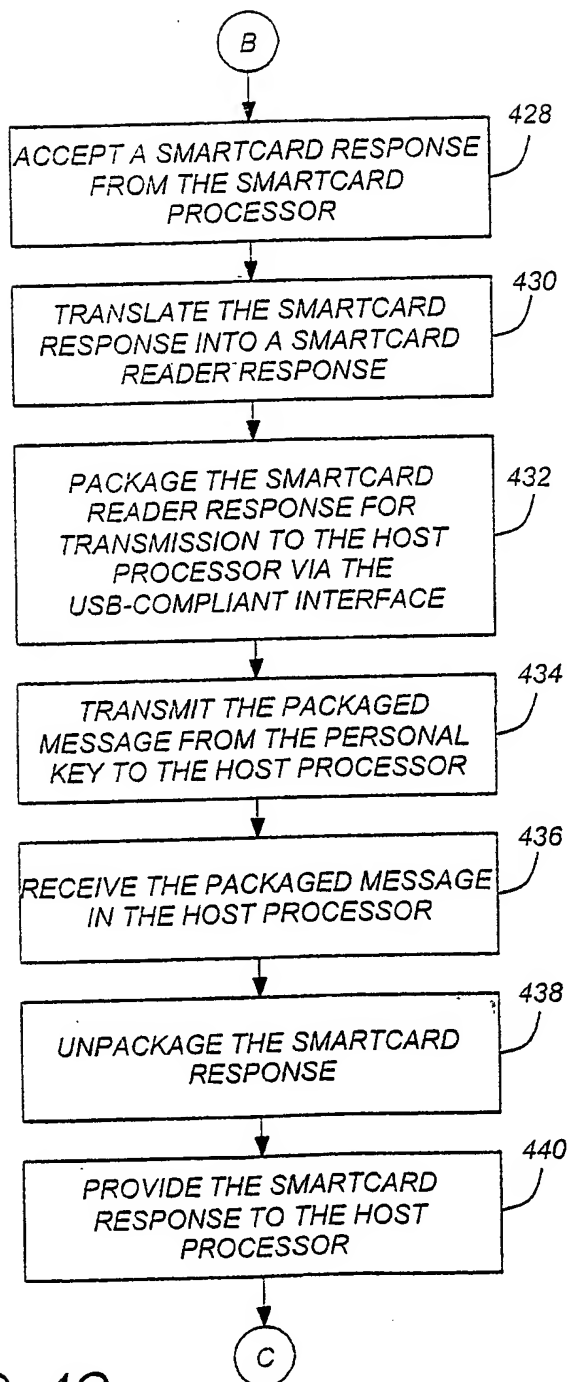 B
428
ACCEPT A SMARTCARD RESPONSE
FROM THE SMARTCARD
PROCESSOR
430
TRANSLATE THE SMARTCARD
RESPONSE INTO A SMARTCARD
READER RESPONSE
432
PACKAGE THE SMARTCARD
READER RESPONSE FOR
TRANSMISSION TO THE HOST
PROCESSOR VIA THE
USB-COMPLIANT INTERFACE
434
TRANSMIT THE PACKAGED
MESSAGE FROM THE PERSONAL
KEY TO THE HOST PROCESSOR
436
RECEIVE THE PACKAGED MESSAGE
IN THE HOST PROCESSOR
438
UNPACKAGE THE SMARTCARD
RESPONSE
440
PROVIDE THE SMARTCARD
RESPONSE TO THE HOST
PROCESSOR
C